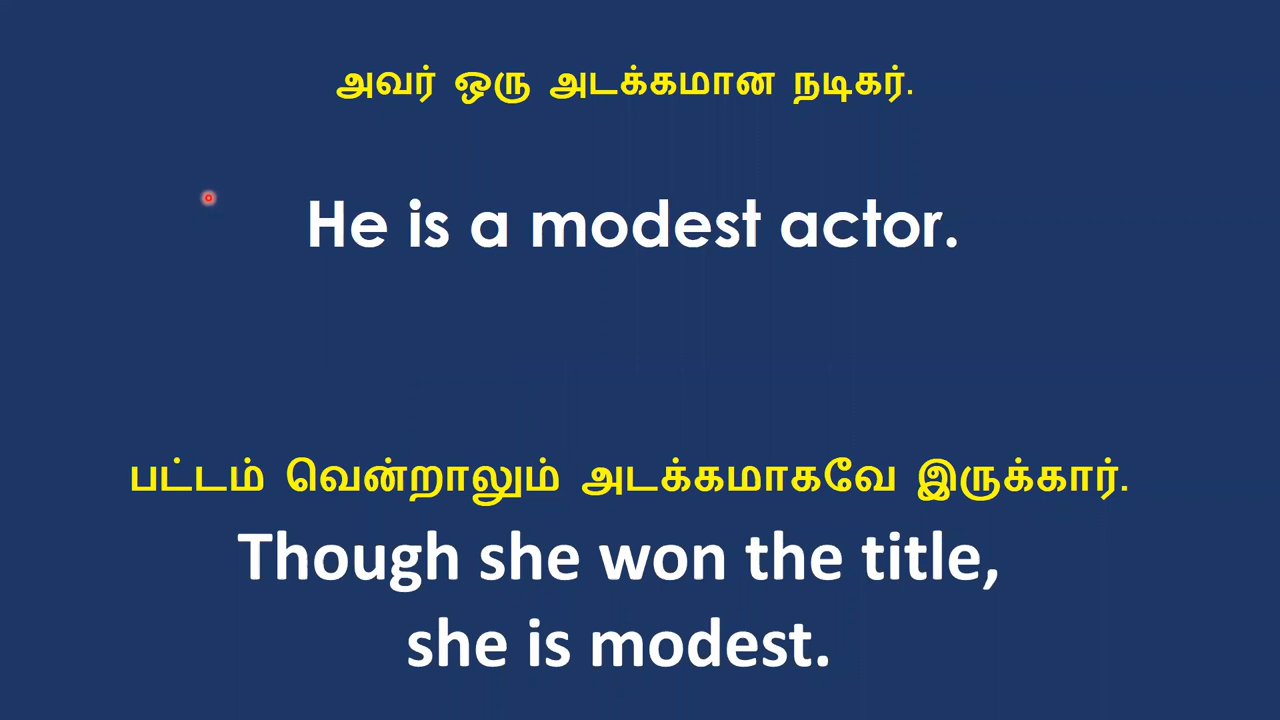 அவர் ஒரு அடக்கமான நடிகர்.
He is a modest actor.
பட்டம் வென்றாலும் அடக்கமாகவே இருக்கார்.
Though she won the title,
she is modest.